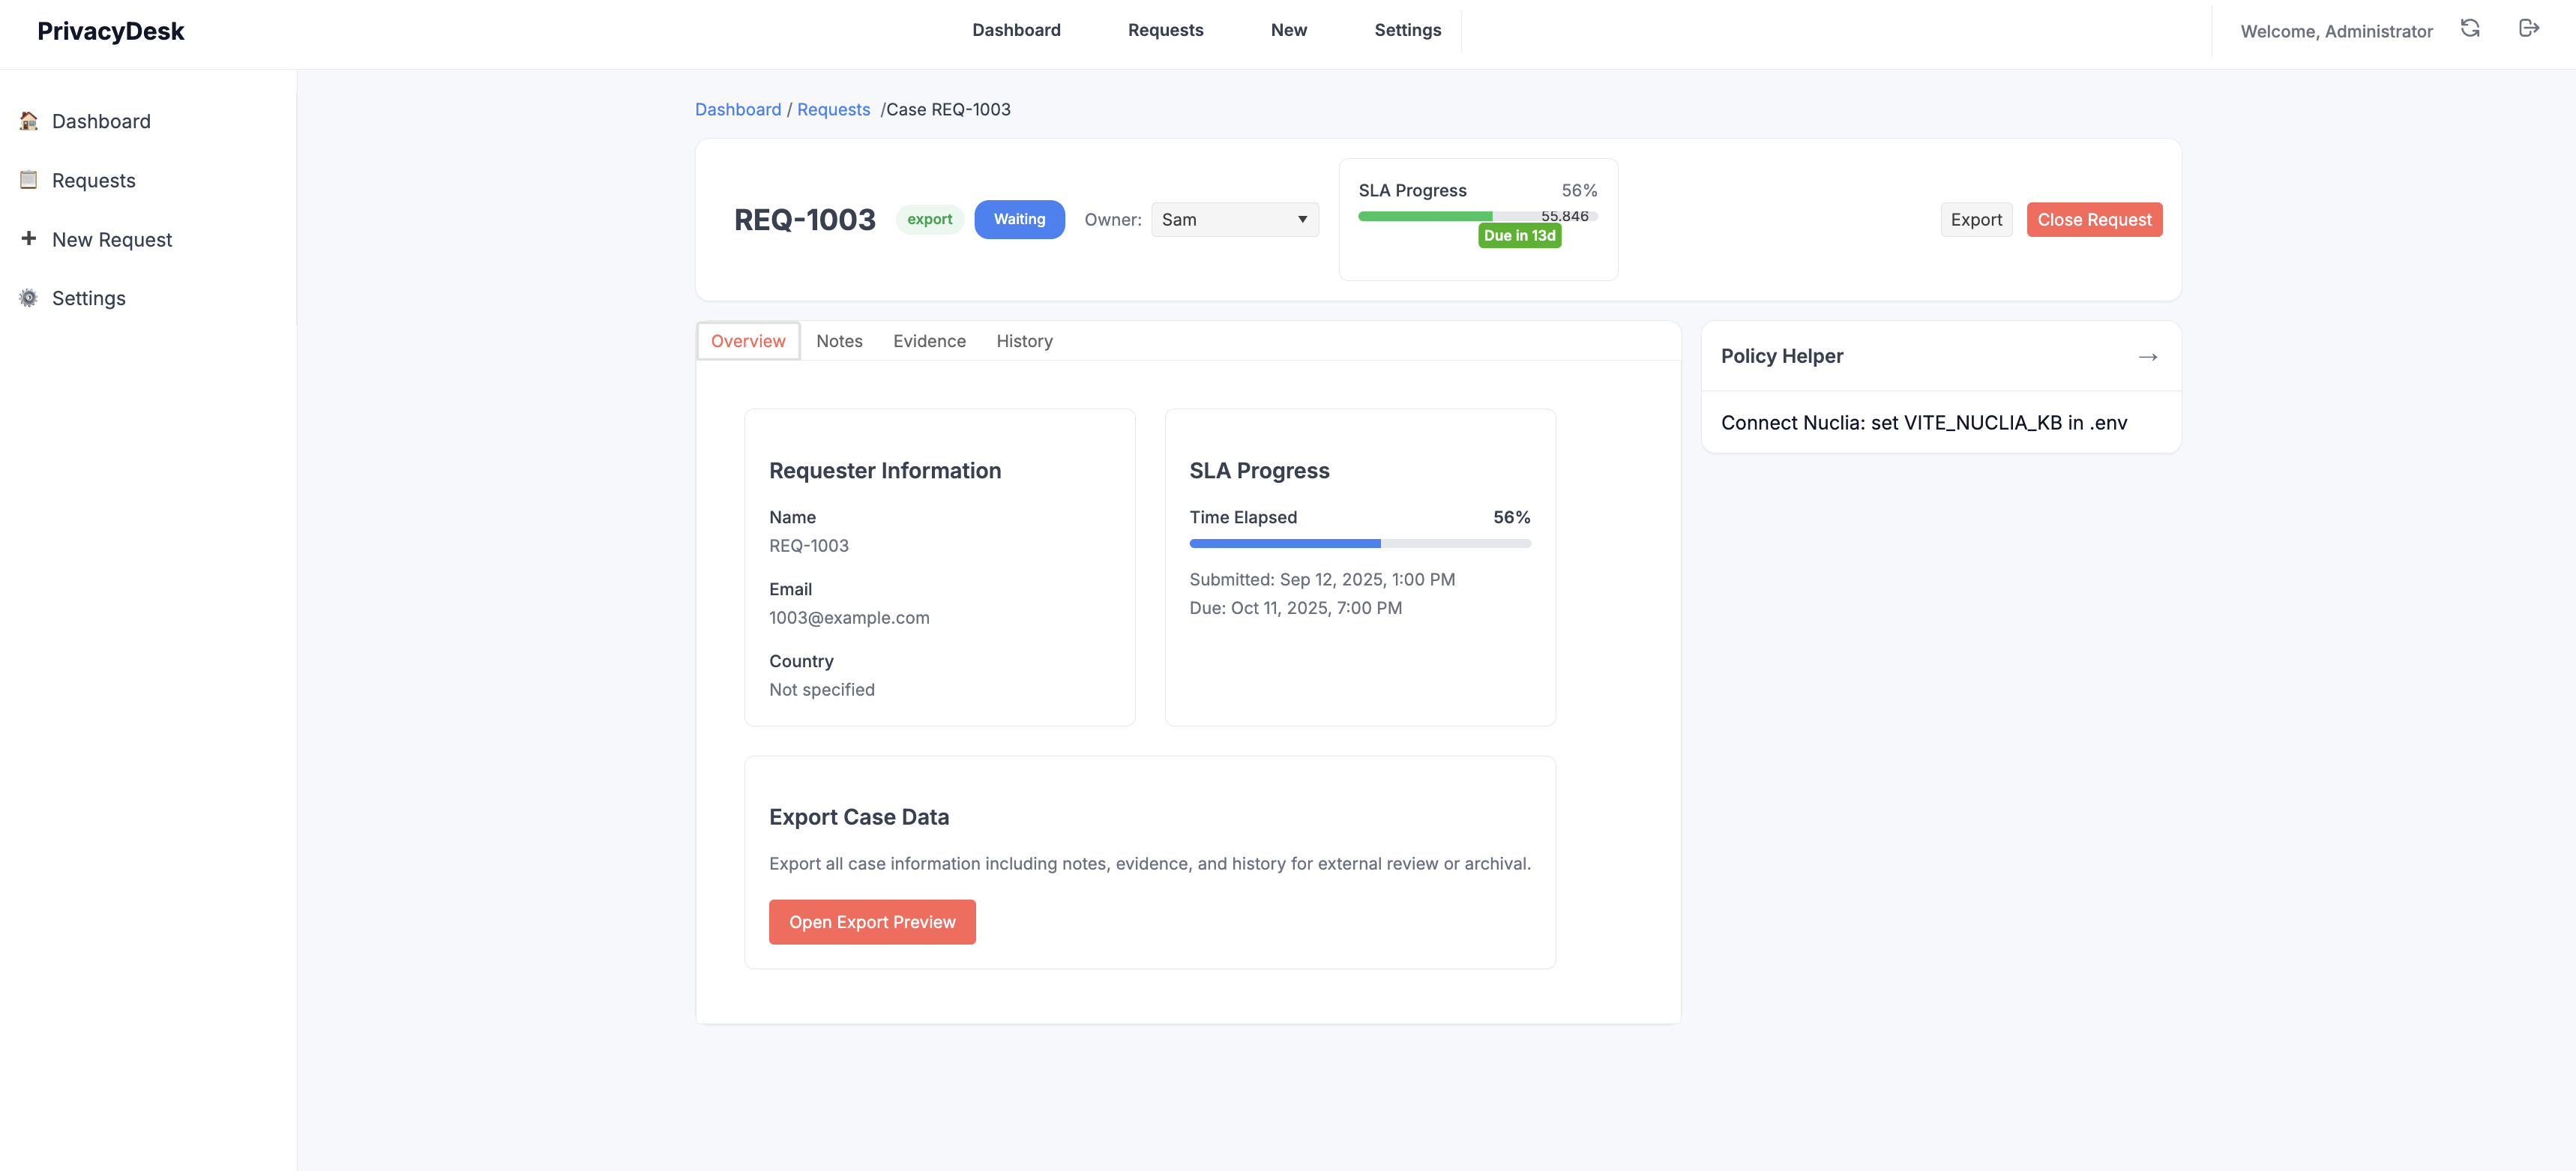 PrivacyDesk
Dashboard Requests New Settings
Welcome, Administrator
Dashboard
Requests
New Request
Settings
Dashboard / Requests /Case REQ-1003
REQ-1003 export Waiting Owner: Sam
SLA Progress 56%
55.846
Due in 13d
Export Close Request
Overview Notes Evidence History
Requester Information
Name
REQ-1003
Email
1003@example.com
Country
Not specified
SLA Progress
Time Elapsed 56%
Submitted: Sep 12, 2025, 1:00 PM
Due: Oct 11, 2025, 7:00 PM
Export Case Data
Export all case information including notes, evidence, and history for external review or archival.
Open Export Preview
Policy Helper →
Connect Nuclia: set VITE_NUCLIA_KB in .env